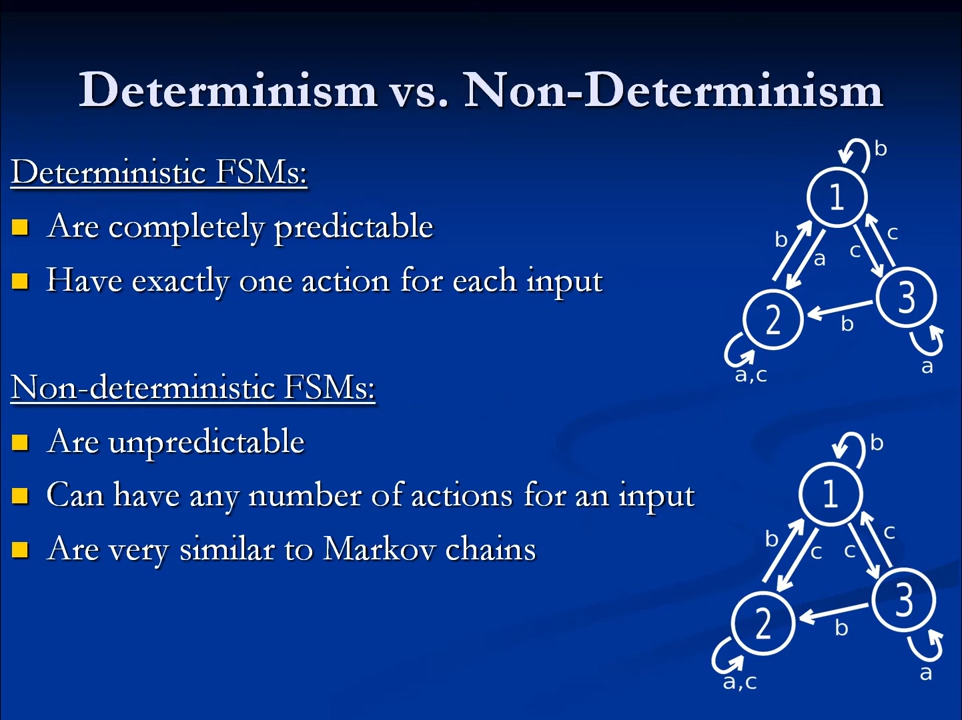 Determinism vs. Non-Determinism
Deterministic FSMs:
Are completely predictable
Have exactly one action for each input
b
1
b
a
c
c
2
3
b
a,c
a
Non-deterministic FSMs:
Are unpredictable
Can have any number of actions for an input
Are very similar to Markov chains
b
1
b
c
c
c
2
3
b
a,c
a